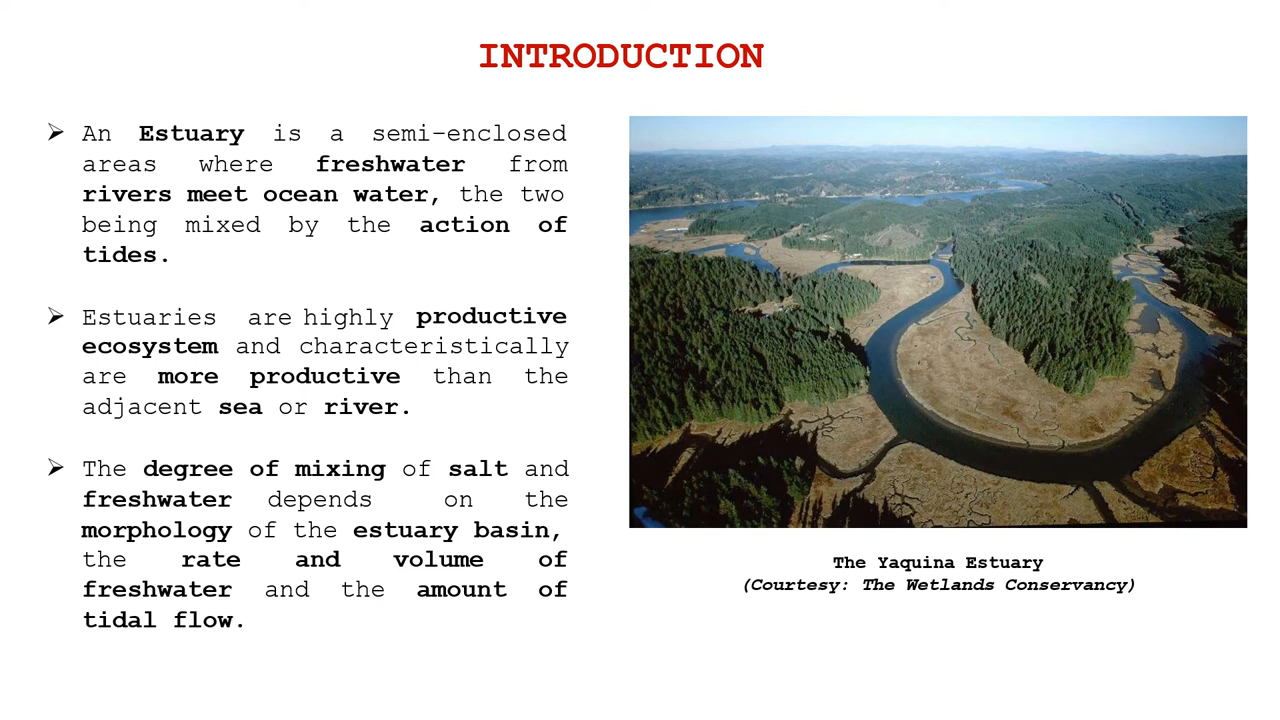 INTRODUCTION
➢ An Estuary is a semi-enclosed
areas where freshwater from
rivers meet ocean water, the two
being mixed by the action of
tides.
➢ Estuaries are highly productive
ecosystem and characteristically
are more productive than the
adjacent sea or river.
➢ The degree of mixing of salt and
freshwater depends on the
morphology of the estuary basin,
the rate and volume of
freshwater and the amount of
tidal flow.
The Yaquina Estuary
(Courtesy: The Wetlands Conservancy)